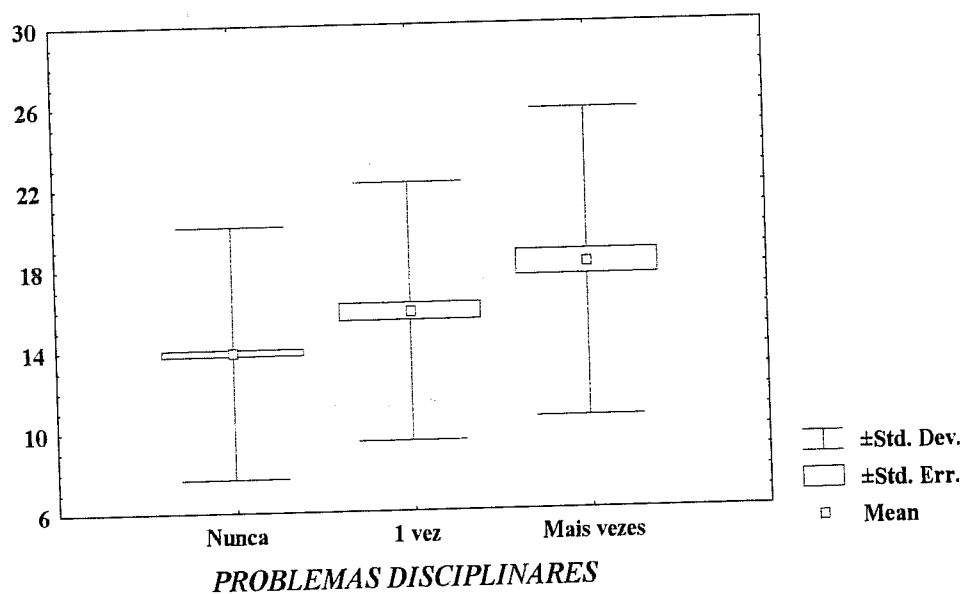 30
26
22
18
14
10
6
Nunca
1 vez
Mais vezes
PROBLEMAS DISCIPLINARES
±Std. Dev.
±Std. Err.
Mean